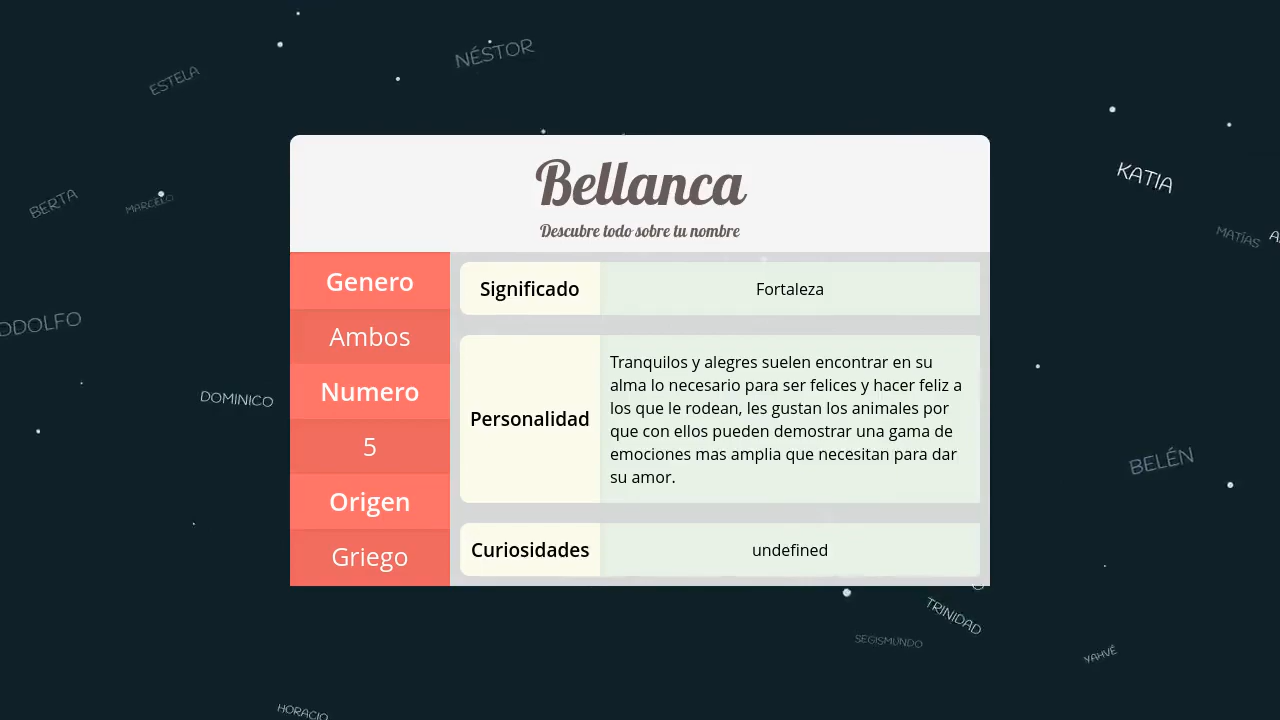 NÉSTOR
ESTELA
KATIA
BERTA
MARCELO
MATÍAS
Bellanca
Descubre todo sobre tu nombre
Genero
Ambos
Numero
5
Origen
Griego
Significado
Fortaleza
Personalidad
Tranquilos y alegres suelen encontrar en su
alma lo necesario para ser felices y hacer feliz a
los que le rodean, les gustan los animales por
que con ellos pueden demostrar una gama de
emociones mas amplia que necesitan para dar
su amor.
Curiosidades
undefined
ODOLFO
DOMINICO
BELÉN
TRINIDAD
SEGISMUNDO
YAHVÉ
HORACIO